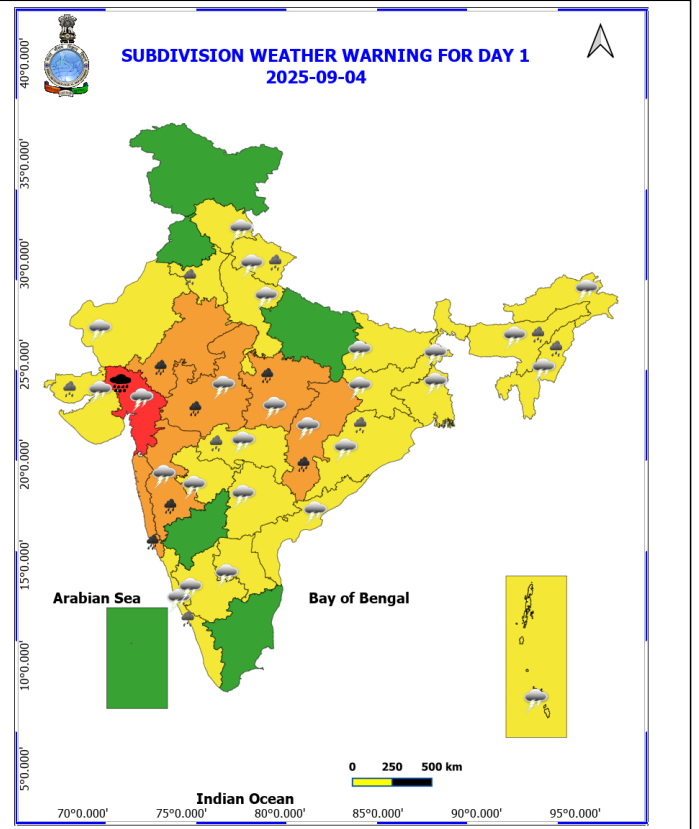 SUBDIVISION WEATHER WARNING FOR DAY 1
2025-09-04
40°0.000'
35°0.000'
30°0.000'
25°0.000'
20°0.000'
15°0.000'
10°0.000'
5°0.000'
Arabian Sea
Bay of Bengal
0 250 500 km
Indian Ocean
70°0.000' 75°0.000' 80°0.000' 85°0.000' 90°0.000' 95°0.000'